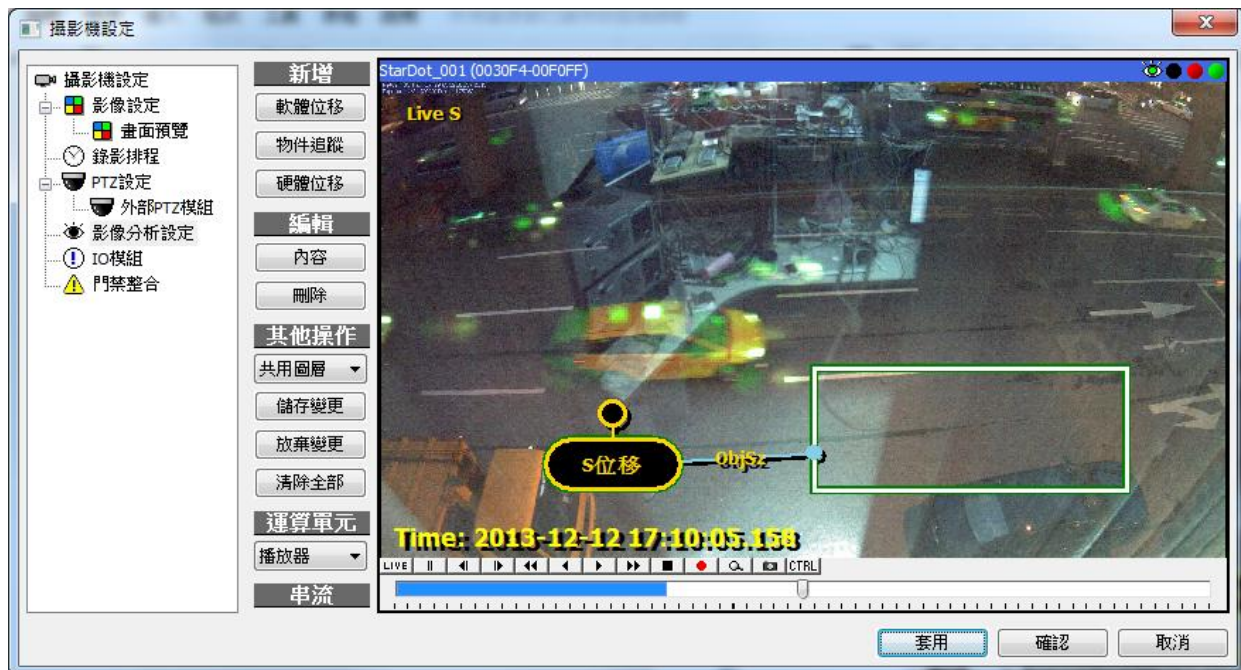 攝影機設定
攝影機設定
影像設定
畫面預覽
錄影排程
PTZ設定
外部PTZ模組
影像分析設定
IO模組
門禁整合
新增
軟體位移
物件追蹤
硬體位移
編輯
內容
刪除
其他操作
共用圖層
儲存變更
放棄變更
清除全部
運算單元
播放器
串流
StarDot_001 (0030F4-00F0FF)
Live S
S位移
ObjSz
Time: 2013-12-12 17:10:05.158
LIVE
CTRL
套用
確認
取消